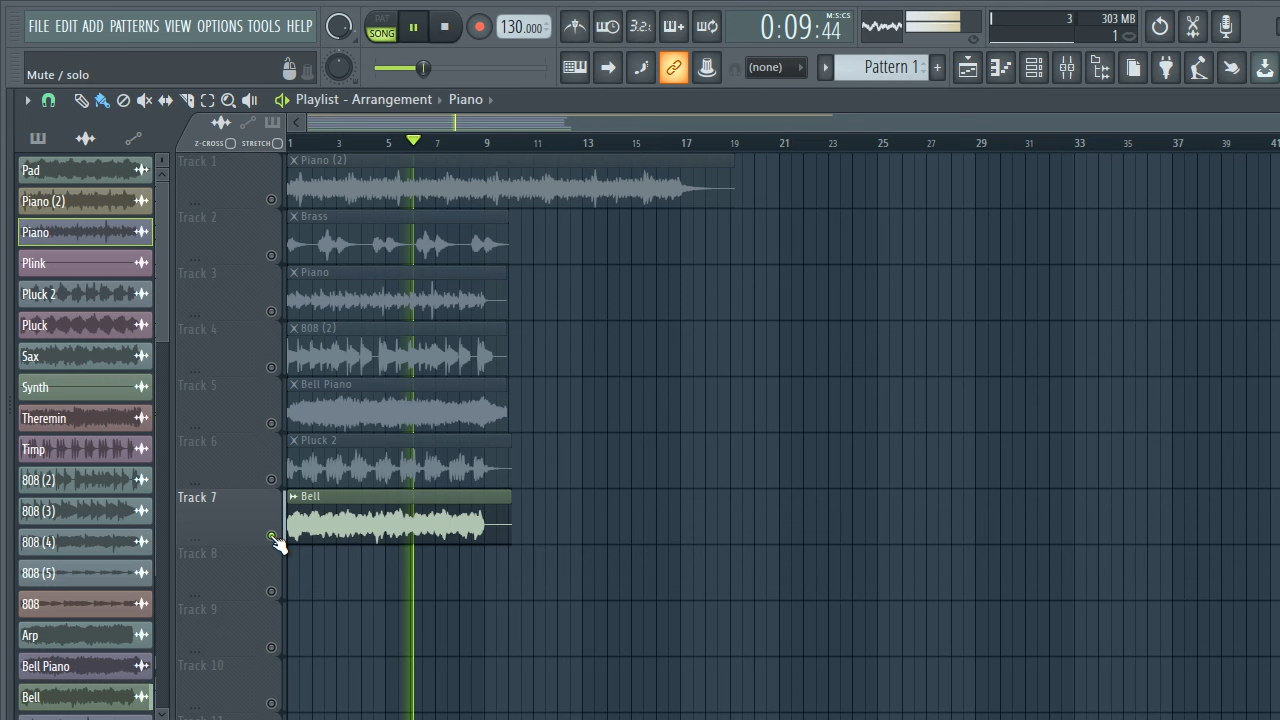 FILE EDIT ADD PATTERNS VIEW OPTIONS TOOLS HELP
PAT
SONG
130.000
3.2.
0:09:44
M:S:CS
3
303 MB
1
Mute / solo
(none)
Pattern 1
Playlist - Arrangement › Piano ›
Z-CROSS
STRETCH
1 3 5 7 9 11 13 15 17 19 21 23 25 27 29 31 33 35 37 39 41
Pad
Piano (2)
Piano
Plink
Pluck 2
Pluck
Sax
Synth
Theremin
Timp
808 (2)
808 (3)
808 (4)
808 (5)
808
Arp
Bell Piano
Bell
Track 1
Piano (2)
Track 2
Brass
Track 3
Piano
Track 4
808 (2)
Track 5
Bell Piano
Track 6
Pluck 2
Track 7
Bell
Track 8
Track 9
Track 10